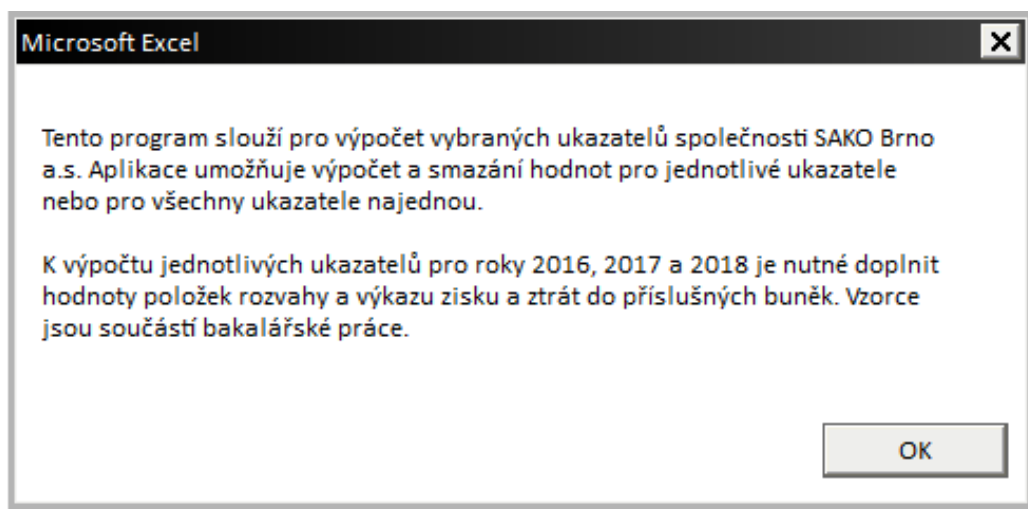 Microsoft Excel
Tento program slouží pro výpočet vybraných ukazatelů společnosti SAKO Brno
a.s. Aplikace umožňuje výpočet a smazání hodnot pro jednotlivé ukazatele
nebo pro všechny ukazatele najednou.
K výpočtu jednotlivých ukazatelů pro roky 2016, 2017 a 2018 je nutné doplnit
hodnoty položek rozvahy a výkazu zisku a ztrát do příslušných buněk. Vzorce
jsou součástí bakalářské práce.
OK